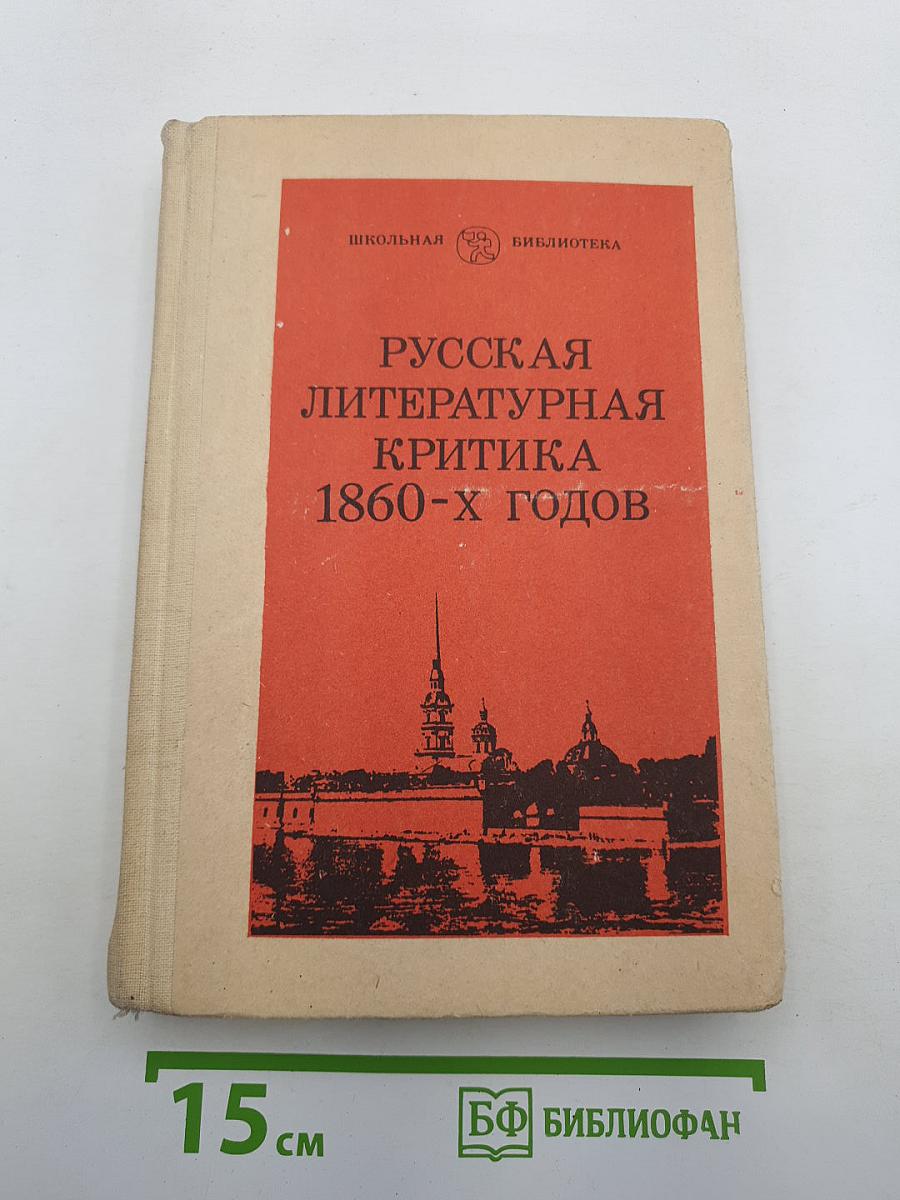 ШКОЛЬНАЯ БИБЛИОТЕКА
РУССКАЯ
ЛИТЕРАТУРНАЯ
КРИТИКА
1860-Х ГОДОВ
15 см
БФ БИБЛИОФАН